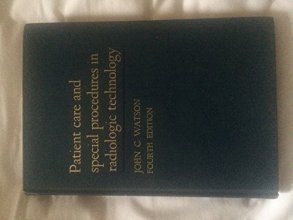 Patient care and
special procedures in
radiologic technology
JOHN C WATSON
FOURTH EDITION